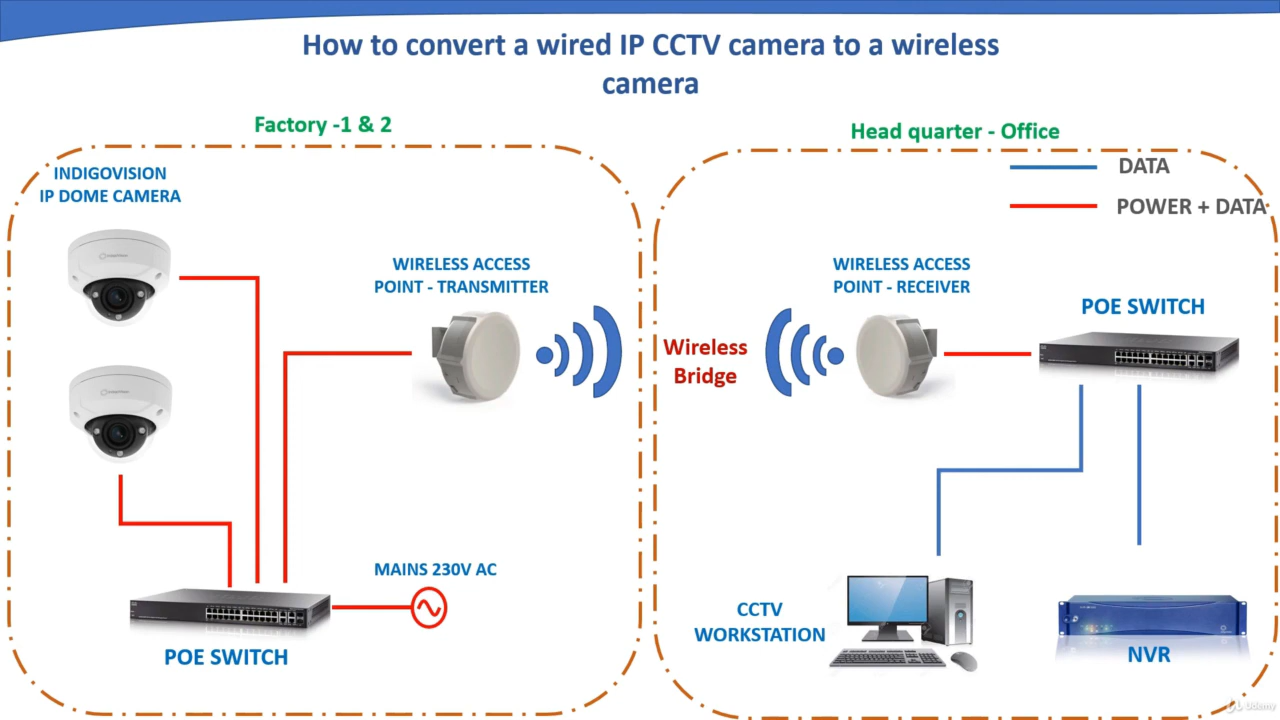 How to convert a wired IP CCTV camera to a wireless
camera
Factory -1 & 2
Head quarter - Office
INDIGOVISION
IP DOME CAMERA
DATA
POWER + DATA
WIRELESS ACCESS
POINT - TRANSMITTER
WIRELESS ACCESS
POINT - RECEIVER
POE SWITCH
Wireless
Bridge
MAINS 230V AC
CCTV
WORKSTATION
POE SWITCH
NVR
Udemy